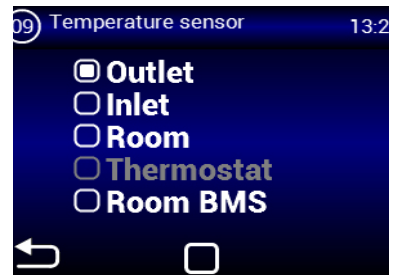 09 Temperature sensor 13:2
Outlet
Inlet
Room
Thermostat
Room BMS